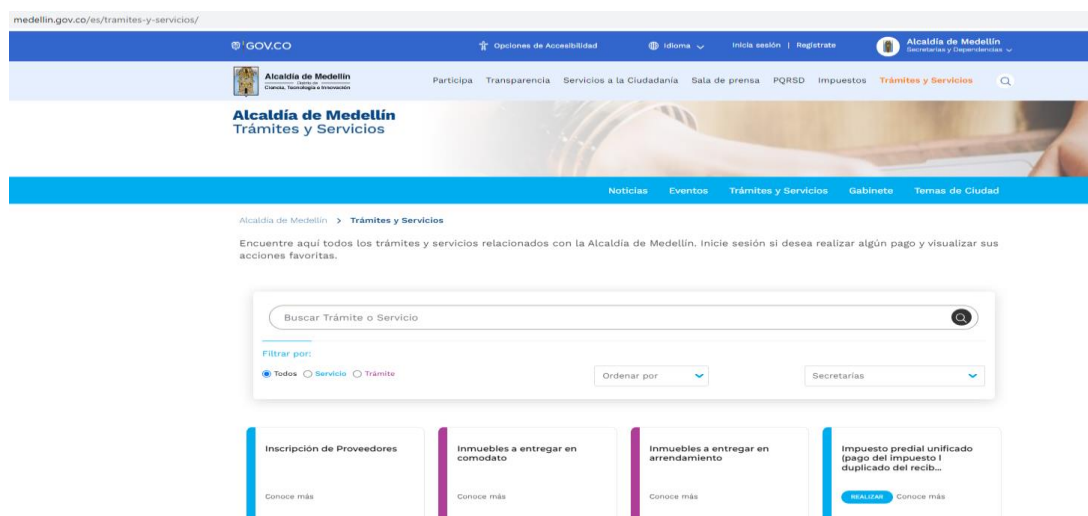 medellin.gov.co/es/tramites-y-servicios/
GOV.CO
Opciones de Accesibilidad
Idioma
Inicia sesión | Regístrate
Alcaldía de Medellín
Secretarías y Dependencias
Alcaldía de Medellín
Distrito de
Ciencia, Tecnología e Innovación
Participa Transparencia Servicios a la Ciudadanía Sala de prensa PQRSD Impuestos Trámites y Servicios
Alcaldía de Medellín
Trámites y Servicios
Noticias Eventos Trámites y Servicios Gabinete Temas de Ciudad
Alcaldía de Medellín > Trámites y Servicios
Encuentre aquí todos los trámites y servicios relacionados con la Alcaldía de Medellín. Inicie sesión si desea realizar algún pago y visualizar sus
acciones favoritas.
Buscar Trámite o Servicio
Filtrar por:
Todos Servicio Trámite
Ordenar por
Secretarías
Inscripción de Proveedores
Conoce más
Inmuebles a entregar en
comodato
Conoce más
Inmuebles a entregar en
arrendamiento
Conoce más
Impuesto predial unificado
(pago del impuesto l
duplicado del recib...
REALIZAR Conoce más